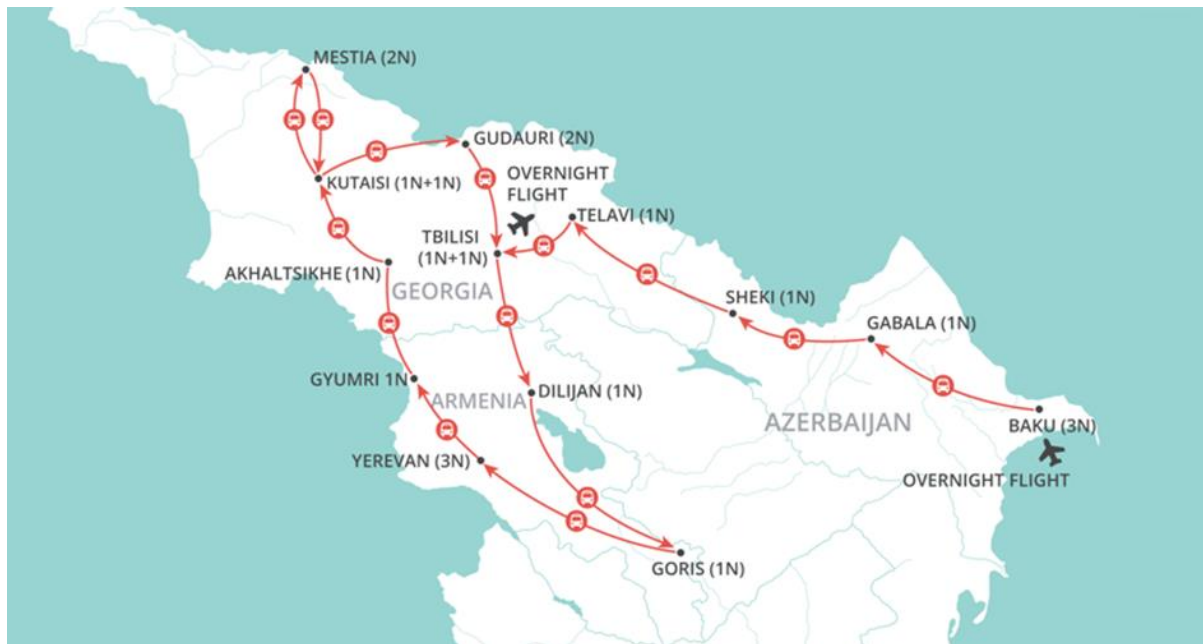 MESTIA (2N)
GUDAURI (2N)
OVERNIGHT
FLIGHT
KUTAISI (1N+1N)
TELAVI (1N)
TBILISI
(1N+1N)
AKHALTSIKHE (1N)
GEORGIA
SHEKI (1N)
GABALA (1N)
GYUMRI 1N
ARMENIA
DILIJAN (1N)
AZERBAIJAN
BAKU (3N)
YEREVAN (3N)
OVERNIGHT FLIGHT
GORIS (1N)